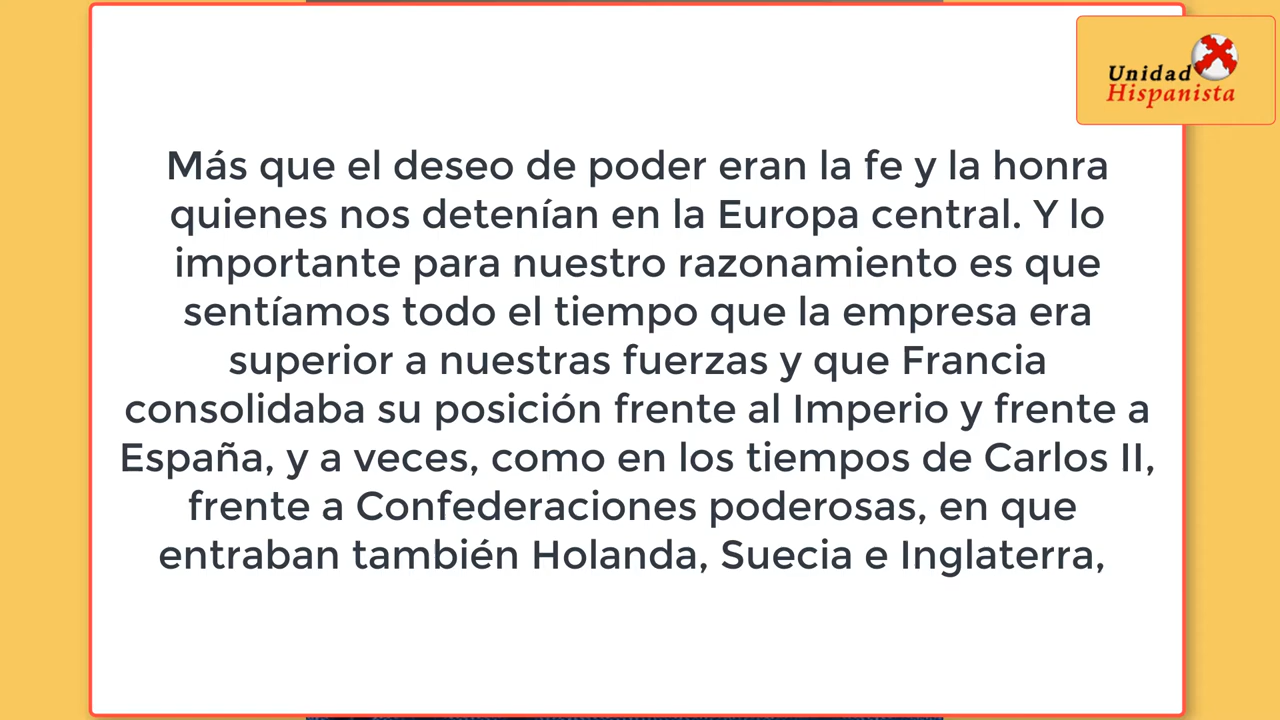 Unidad
Hispanista
Más que el deseo de poder eran la fe y la honra
quienes nos detenían en la Europa central. Y lo
importante para nuestro razonamiento es que
sentíamos todo el tiempo que la empresa era
superior a nuestras fuerzas y que Francia
consolidaba su posición frente al Imperio y frente a
España, y a veces, como en los tiempos de Carlos II,
frente a Confederaciones poderosas, en que
entraban también Holanda, Suecia e Inglaterra,